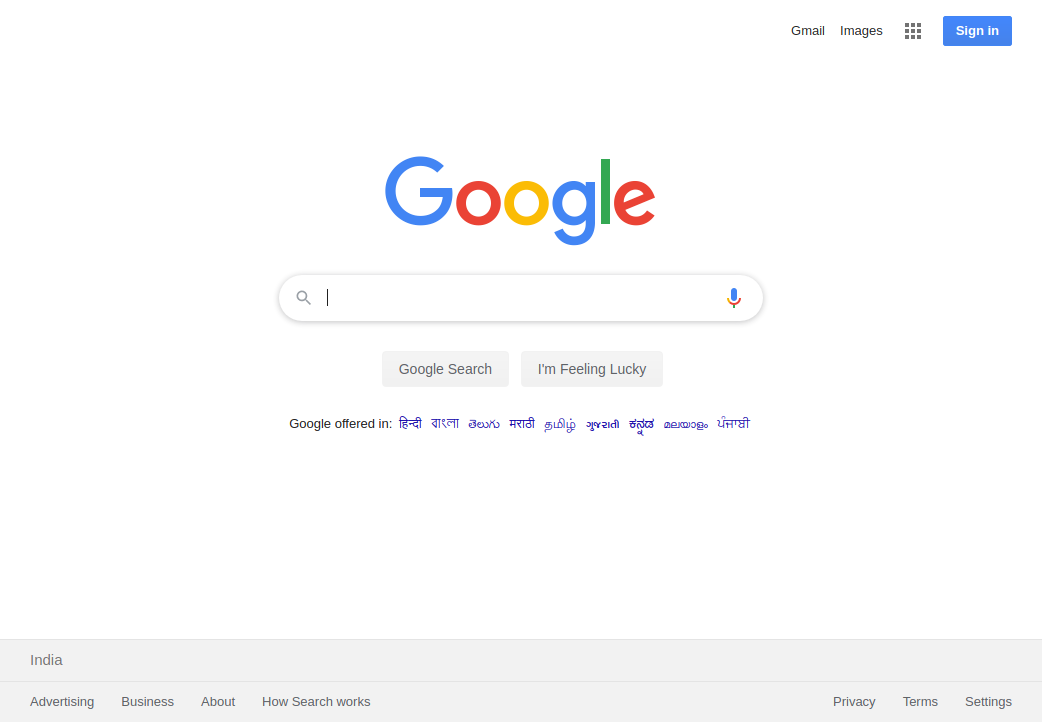 Gmail Images Sign in
Google
Google Search I'm Feeling Lucky
Google offered in: हिन्दी বাংলা తెలుగు मराठी தமிழ் ગુજરાતી ಕನ್ನಡ മലയാളം ਪੰਜਾਬੀ
India
Advertising Business About How Search works Privacy Terms Settings